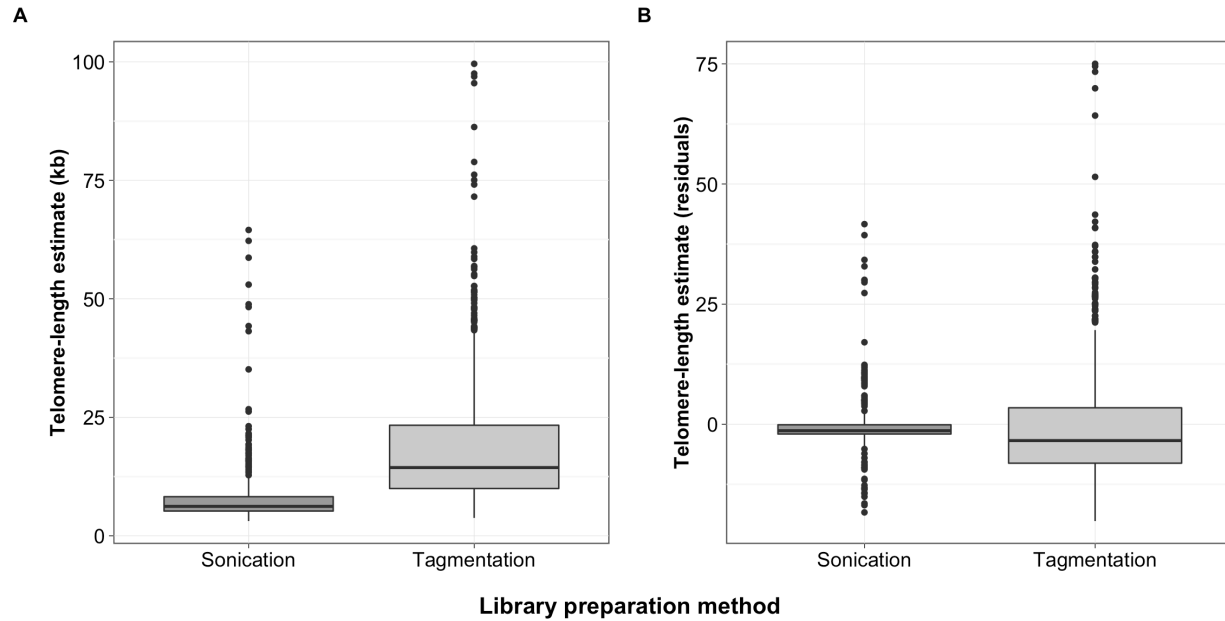 A
B
Telomere-length estimate (kb)
100
75
50
25
0
Sonication
Tagmentation
Telomere-length estimate (residuals)
75
50
25
0
Sonication
Tagmentation
Library preparation method